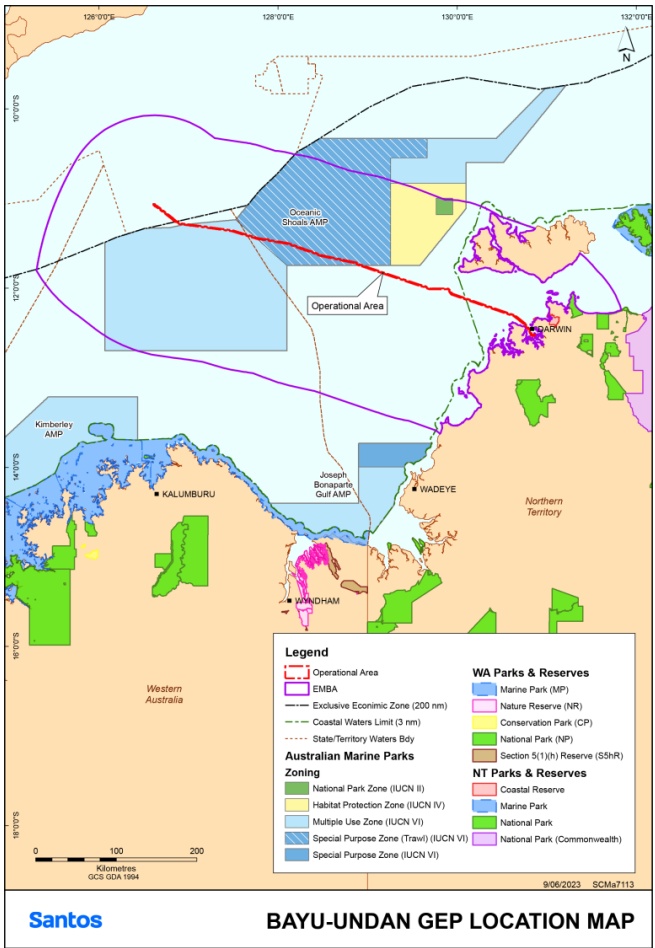 126°0'0"E
128°0'0"E
130°0'0"E
132°0'0"E
N
10°0'0"S
Oceanic
Shoals AMP
12°0'0"S
Operational Area
DARWIN
Kimberley
AMP
14°0'0"S
Joseph
Bonaparte
Gulf AMP
KALUMBURU
WADEYE
Northern
Territory
WYNDHAM
16°0'0"S
Western
Australia
18°0'0"S
Legend
Operational Area
EMBA
Exclusive Econimic Zone (200 nm)
Coastal Waters Limit (3 nm)
State/Territory Waters Bdy
Australian Marine Parks
Zoning
National Park Zone (IUCN II)
Habitat Protection Zone (IUCN IV)
Multiple Use Zone (IUCN VI)
Special Purpose Zone (Trawl) (IUCN VI)
Special Purpose Zone (IUCN VI)
WA Parks & Reserves
Marine Park (MP)
Nature Reserve (NR)
Conservation Park (CP)
National Park (NP)
Section 5(1)(h) Reserve (S5hR)
NT Parks & Reserves
Coastal Reserve
Marine Park
National Park
National Park (Commonwealth)
0 100 200
Kilometres
GCS GDA 1994
9/06/2023 SCMa7113
Santos
BAYU-UNDAN GEP LOCATION MAP